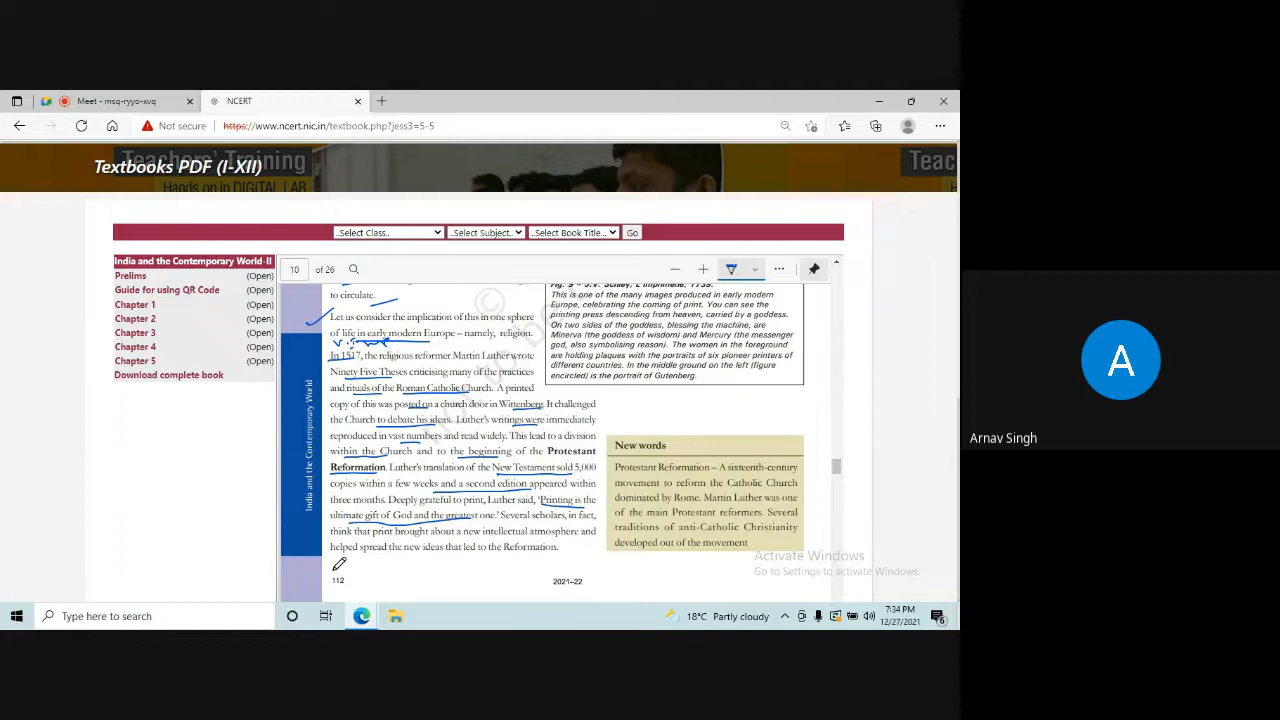 Meet - msq-ryyo-xvq
NCERT
Not secure
https://www.ncert.nic.in/textbook.php?jess3=5-5
Textbooks PDF (I-XII)
Teachers' Training
Hands on in DIGITAL LAB
Teac
Han
..Select Class..
..Select Subject..
..Select Book Title..
Go
India and the Contemporary World-II
Prelims (Open)
Guide for using QR Code (Open)
Chapter 1 (Open)
Chapter 2 (Open)
Chapter 3 (Open)
Chapter 4 (Open)
Chapter 5 (Open)
Download complete book
10 of 26
India and the Contemporary World
to circulate.
Let us consider the implication of this in one sphere
of life in early modern Europe – namely, religion.
v. imp
In 1517, the religious reformer Martin Luther wrote
Ninety Five Theses criticising many of the practices
and rituals of the Roman Catholic Church. A printed
copy of this was posted on a church door in Wittenberg. It challenged
the Church to debate his ideas. Luther's writings were immediately
reproduced in vast numbers and read widely. This lead to a division
within the Church and to the beginning of the Protestant
Reformation. Luther's translation of the New Testament sold 5,000
copies within a few weeks and a second edition appeared within
three months. Deeply grateful to print, Luther said, 'Printing is the
ultimate gift of God and the greatest one.' Several scholars, in fact,
think that print brought about a new intellectual atmosphere and
helped spread the new ideas that led to the Reformation.
112
2021–22
© not to be
Fig. 9 – J.V. Schley, L'Imprimerie, 1739.
This is one of the many images produced in early modern
Europe, celebrating the coming of print. You can see the
printing press descending from heaven, carried by a goddess.
On two sides of the goddess, blessing the machine, are
Minerva (the goddess of wisdom) and Mercury (the messenger
god, also symbolising reason). The women in the foreground
are holding plaques with the portraits of six pioneer printers of
different countries. In the middle ground on the left (figure
encircled) is the portrait of Gutenberg.
New words
Protestant Reformation – A sixteenth-century
movement to reform the Catholic Church
dominated by Rome. Martin Luther was one
of the main Protestant reformers. Several
traditions of anti-Catholic Christianity
developed out of the movement
Activate Windows
Go to Settings to activate Windows.
Type here to search
18°C Partly cloudy
7:34 PM
12/27/2021
6
A
Arnav Singh